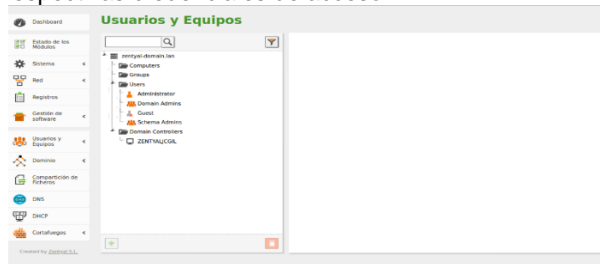 Dashboard
Usuarios y Equipos
Estado de los
Módulos
Sistema
Red
Registros
Gestión de
software
Usuarios y
Equipos
Dominio
Compartición de
Ficheros
DNS
DHCP
Cortafuegos
Created by Zentyal S.L.
zentyal-domain.lan
Computers
Groups
Users
Administrator
Domain Admins
Guest
Schema Admins
Domain Controllers
ZENTYALJCGIL